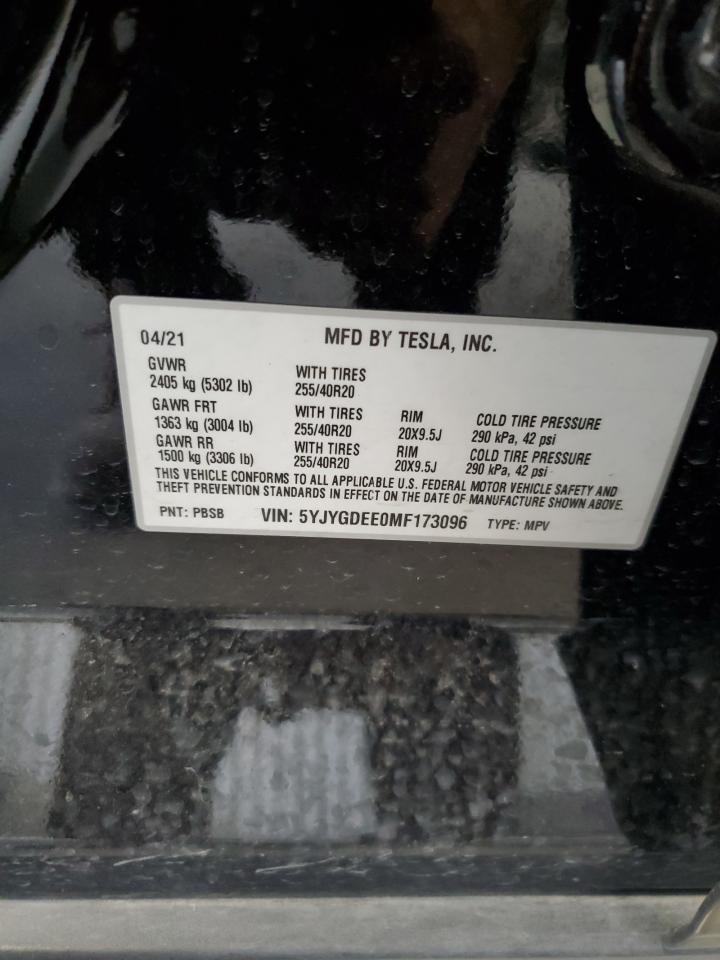 04/21 MFD BY TESLA, INC.
GVWR
2405 kg (5302 lb) WITH TIRES 255/40R20
GAWR FRT WITH TIRES RIM COLD TIRE PRESSURE
1363 kg (3004 lb) 255/40R20 20X9.5J 290 kPa, 42 psi
GAWR RR WITH TIRES RIM COLD TIRE PRESSURE
1500 kg (3306 lb) 255/40R20 20X9.5J 290 kPa, 42 psi
THIS VEHICLE CONFORMS TO ALL APPLICABLE U.S. FEDERAL MOTOR VEHICLE SAFETY AND
THEFT PREVENTION STANDARDS IN EFFECT ON THE DATE OF MANUFACTURE SHOWN ABOVE.
PNT: PBSB VIN: 5YJYGDEE0MF173096 TYPE: MPV